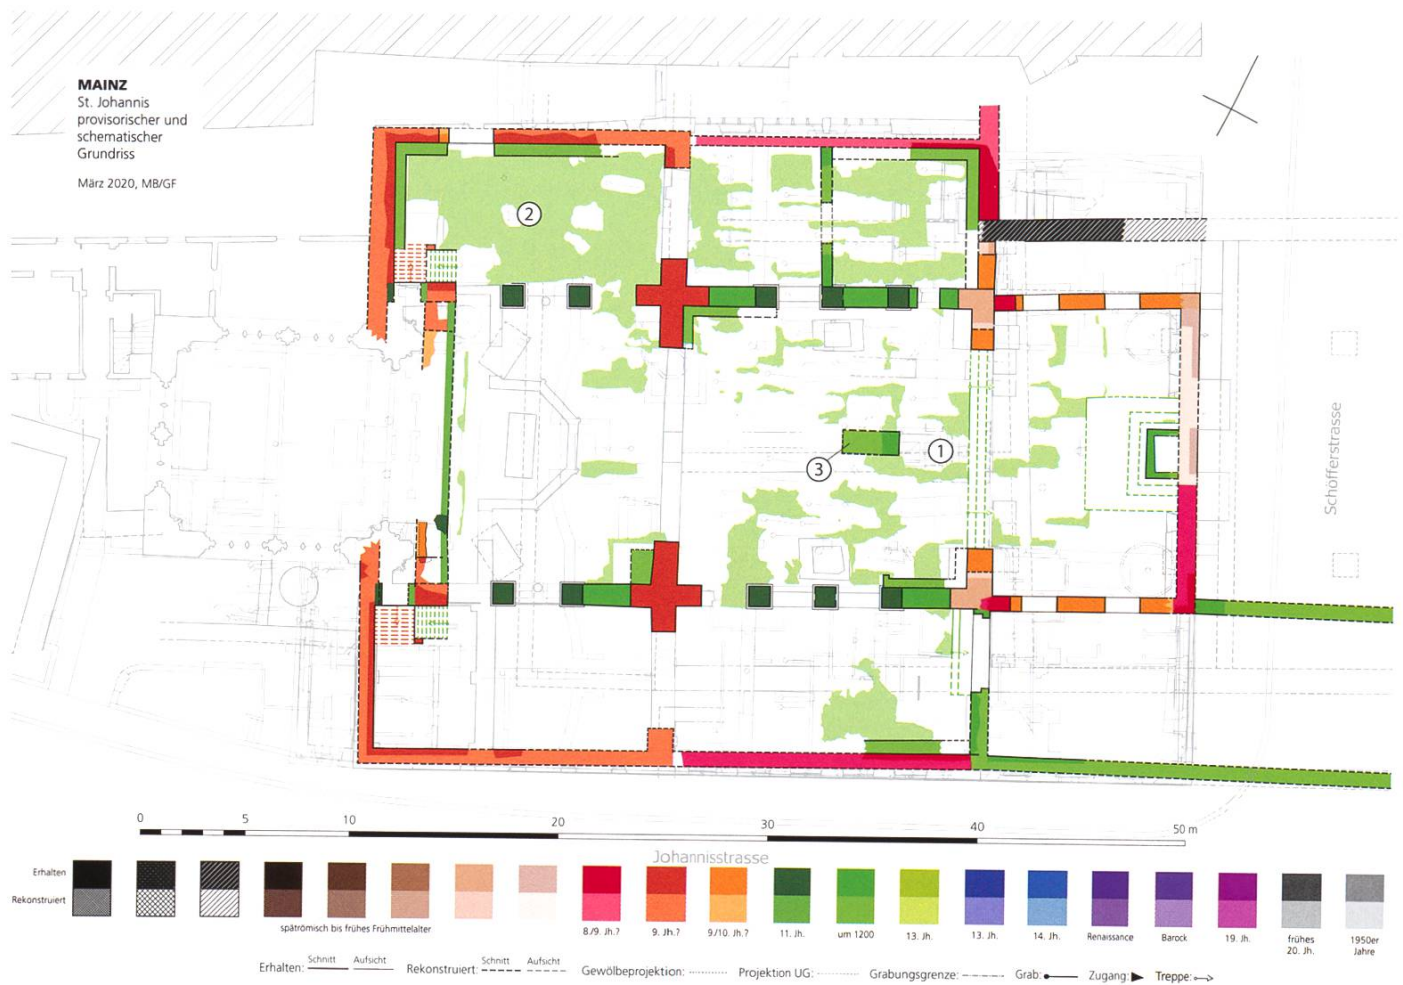 MAINZ
St. Johannis
provisorischer und
schematischer
Grundriss
März 2020, MB/GF
2
1
3
Schöfferstrasse
0 5 10 20 30 40 50 m
Johannisstrasse
Erhalten
Rekonstruiert
spätrömisch bis frühes Frühmittelalter
8./9. Jh.?
9. Jh.?
9./10. Jh.?
11. Jh.
um 1200
13. Jh.
13. Jh.
14. Jh.
Renaissance
Barock
19. Jh.
frühes
20. Jh.
1950er
Jahre
Erhalten: Schnitt Aufsicht Rekonstruiert: Schnitt Aufsicht Gewölbeprojektion: Projektion UG: Grabungsgrenze: Grab: Zugang: Treppe: